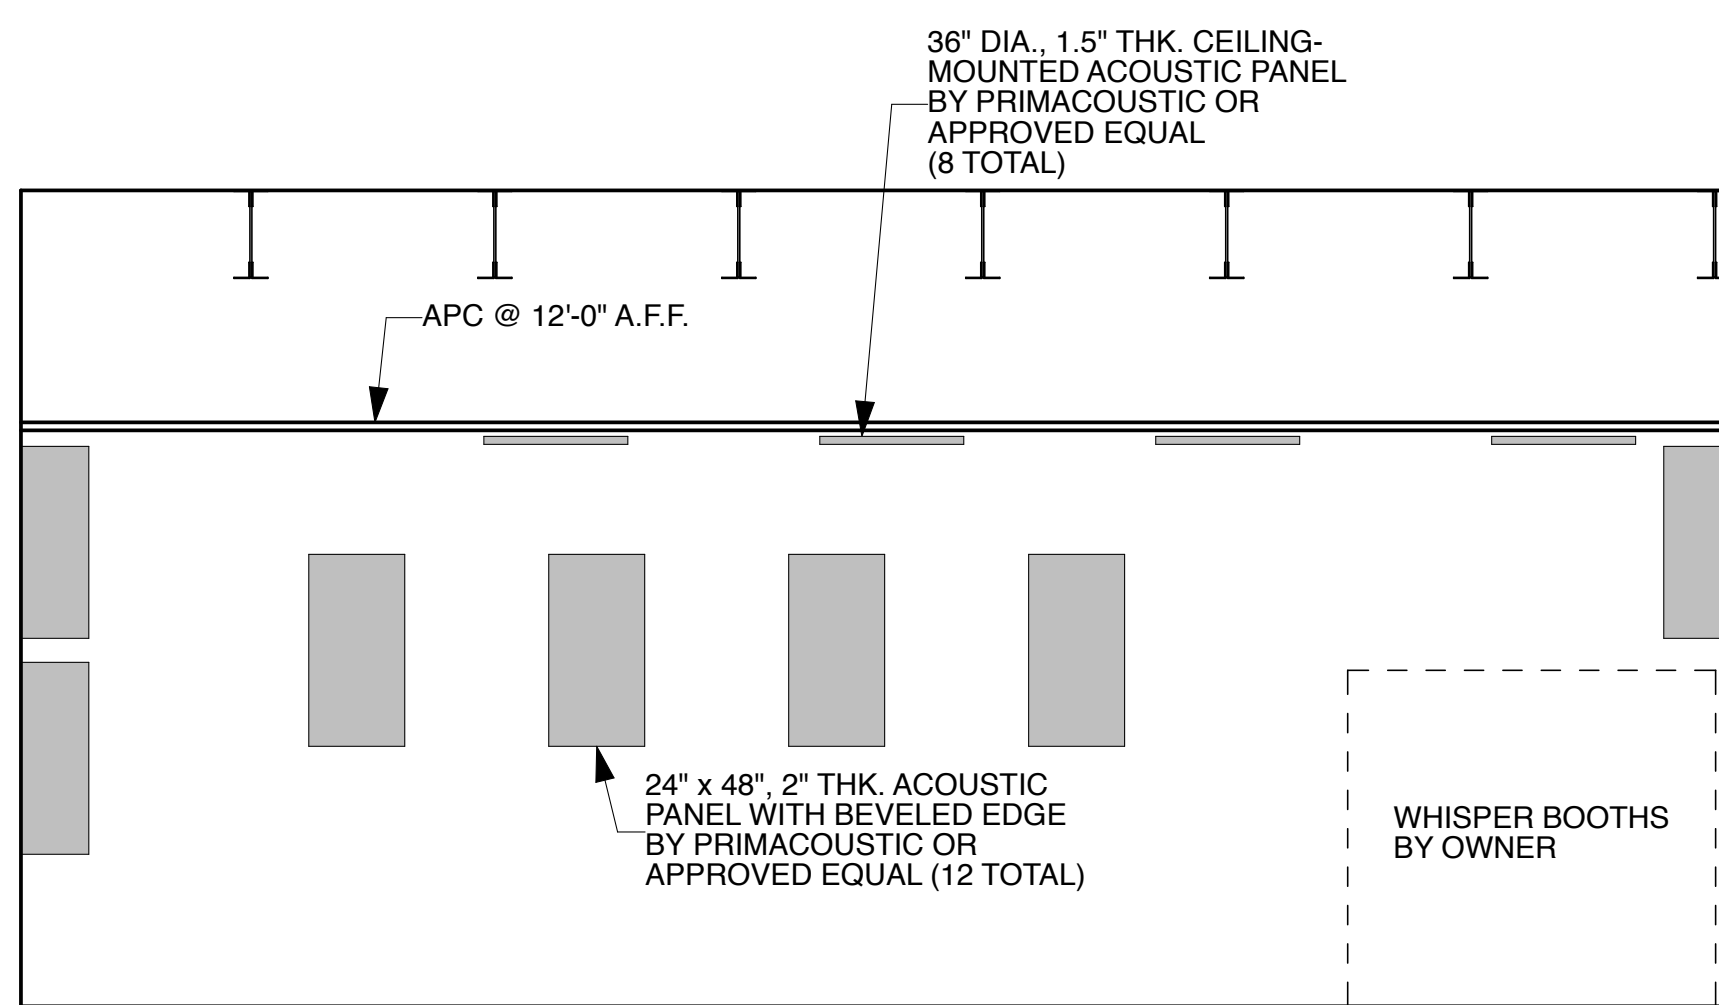 36" DIA., 1.5" THK. CEILING-
MOUNTED ACOUSTIC PANEL
BY PRIMACOUSTIC OR
APPROVED EQUAL
(8 TOTAL)
APC @ 12'-0" A.F.F.
24" x 48", 2" THK. ACOUSTIC
PANEL WITH BEVELED EDGE
BY PRIMACOUSTIC OR
APPROVED EQUAL (12 TOTAL)
WHISPER BOOTHS
BY OWNER